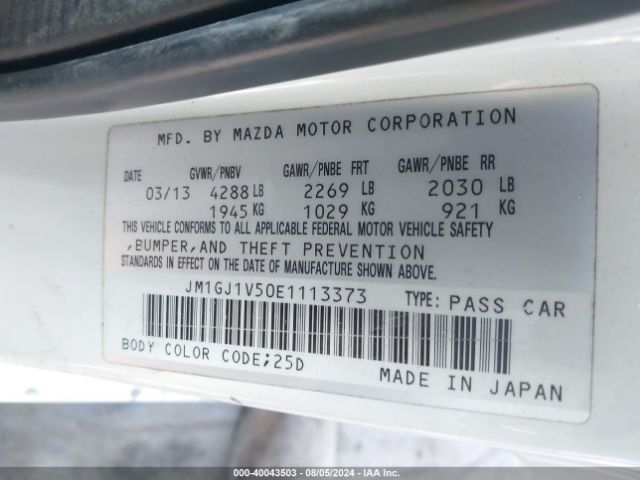 MFD. BY MAZDA MOTOR CORPORATION
DATE GVWR/PNBV GAWR/PNBE FRT GAWR/PNBE RR
03/13 4288 LB 2269 LB 2030 LB
1945 KG 1029 KG 921 KG
THIS VEHICLE CONFORMS TO ALL APPLICABLE FEDERAL MOTOR VEHICLE SAFETY
,BUMPER,AND THEFT PREVENTION
STANDARDS IN EFFECT ON THE DATE OF MANUFACTURE SHOWN ABOVE.
JM1GJ1V50E1113373 TYPE: PASS CAR
BODY COLOR CODE;25D MADE IN JAPAN
000-40043503 - 08/05/2024 - IAA Inc.